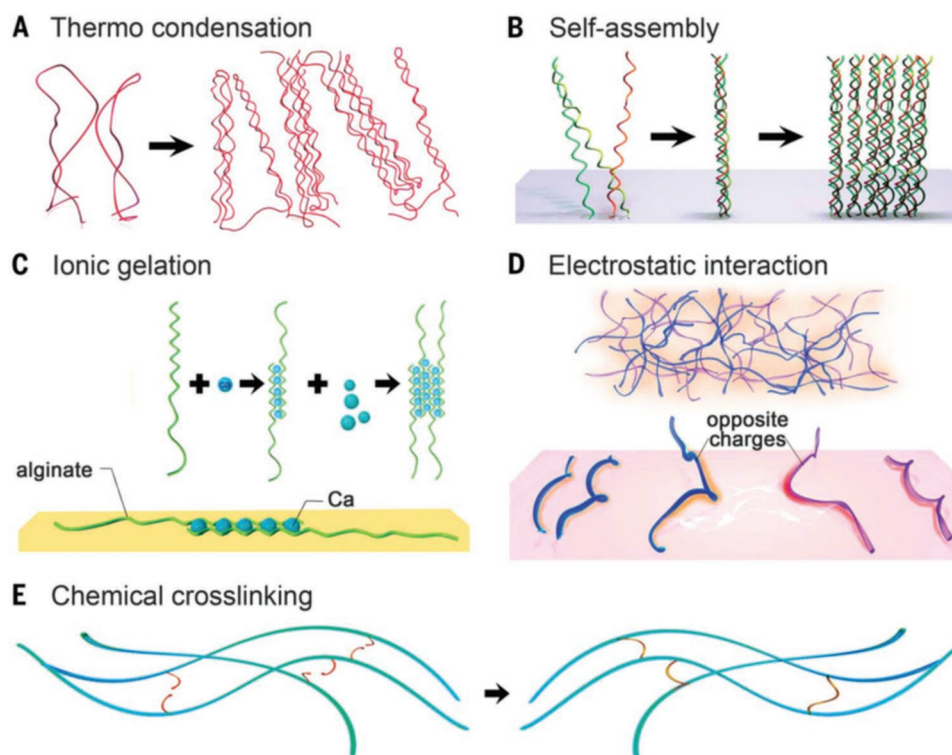 A Thermo condensation
B Self-assembly
C Ionic gelation
D Electrostatic interaction
alginate
Ca
opposite
charges
E Chemical crosslinking